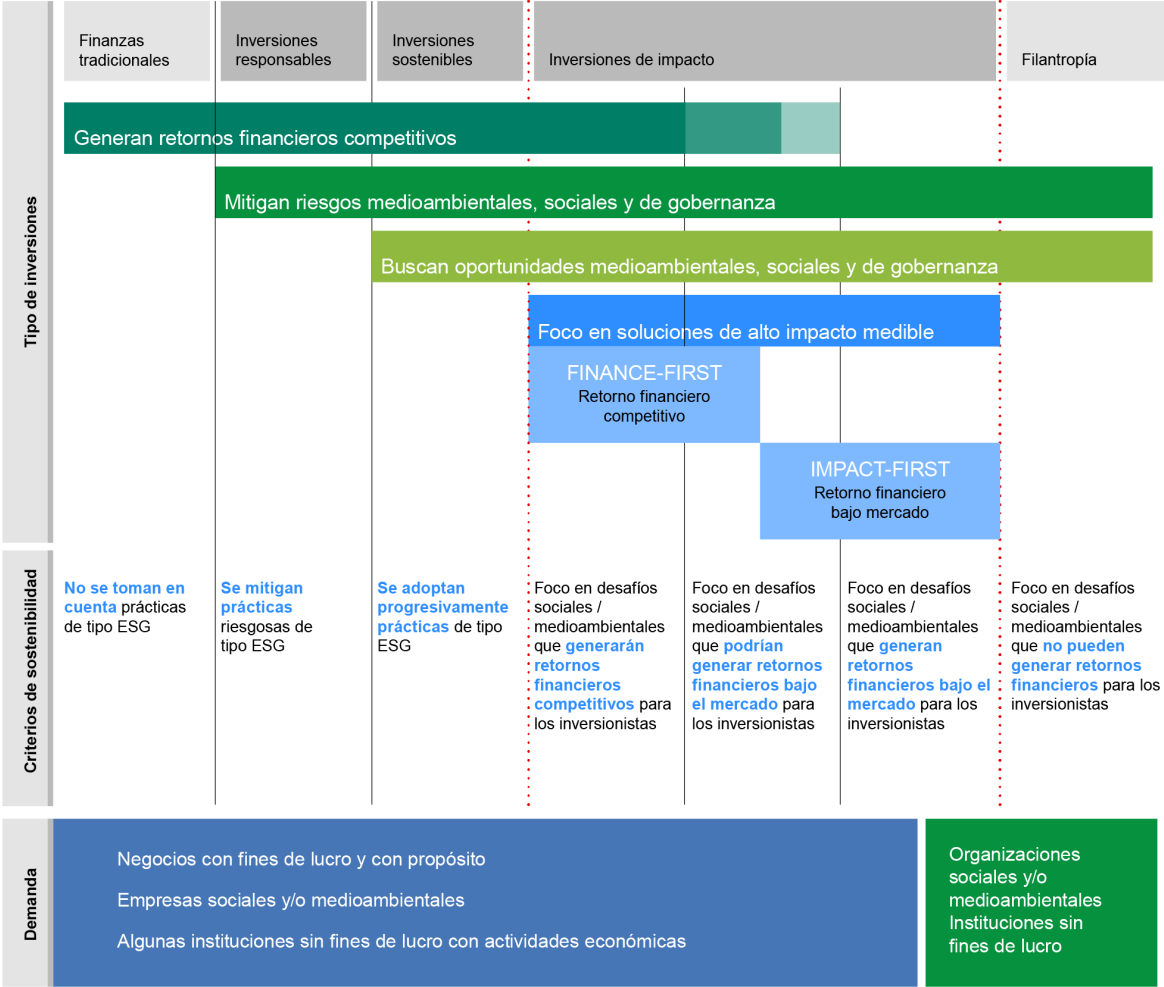 Finanzas
tradicionales
Inversiones
responsables
Inversiones
sostenibles
Inversiones de impacto
Filantropía
Tipo de inversiones
Generan retornos financieros competitivos
Mitigan riesgos medioambientales, sociales y de gobernanza
Buscan oportunidades medioambientales, sociales y de gobernanza
Foco en soluciones de alto impacto medible
FINANCE-FIRST
Retorno financiero
competitivo
IMPACT-FIRST
Retorno financiero
bajo mercado
Criterios de sostenibilidad
No se toman en
cuenta prácticas
de tipo ESG
Se mitigan
prácticas
riesgosas de
tipo ESG
Se adoptan
progresivamente
prácticas de tipo
ESG
Foco en desafíos
sociales /
medioambientales
que generarán
retornos
financieros
competitivos para
los inversionistas
Foco en desafíos
sociales /
medioambientales
que podrían
generar retornos
financieros bajo
el mercado para
los inversionistas
Foco en desafíos
sociales /
medioambientales
que generan
retornos
financieros bajo el
mercado para los
inversionistas
Foco en desafíos
sociales /
medioambientales
que no pueden
generar retornos
financieros para los
inversionistas
Demanda
Negocios con fines de lucro y con propósito
Empresas sociales y/o medioambientales
Algunas instituciones sin fines de lucro con actividades económicas
Organizaciones
sociales y/o
medioambientales
Instituciones sin
fines de lucro